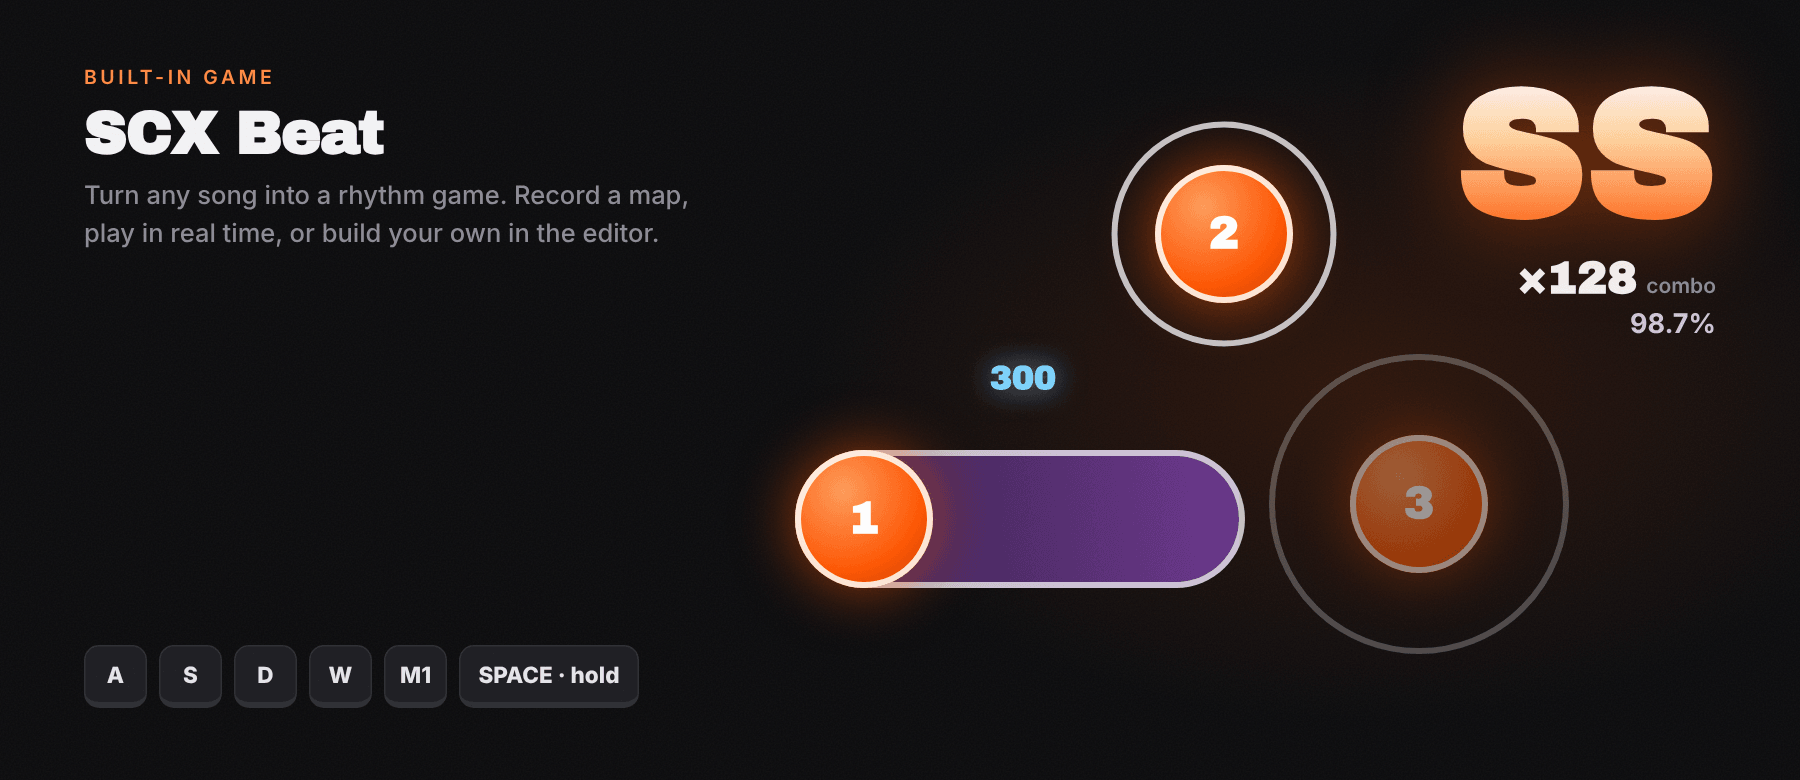 BUILT-IN GAME
SCX Beat
Turn any song into a rhythm game. Record a map,
play in real time, or build your own in the editor.
SS
×128 combo
98.7%
2
300
1
3
A S D W M1 SPACE · hold